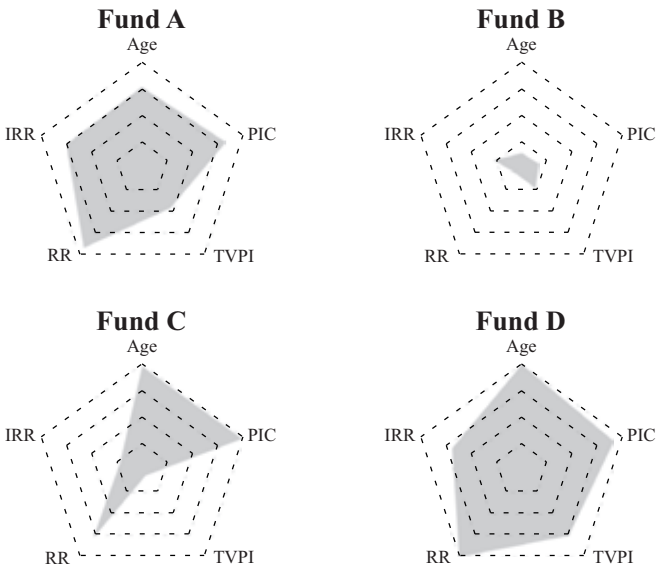 Fund A
Age
IRR
PIC
RR
TVPI
Fund B
Age
IRR
PIC
RR
TVPI
Fund C
Age
IRR
PIC
RR
TVPI
Fund D
Age
IRR
PIC
RR
TVPI